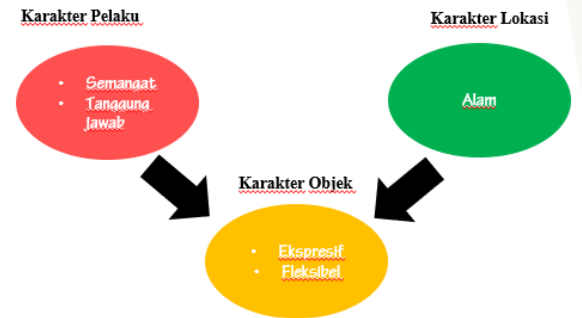 Karakter Pelaku
Karakter Lokasi
• Semangat
• Tanggung
Jawab
Alam
Karakter Objek
• Ekspresif
• Fleksibel